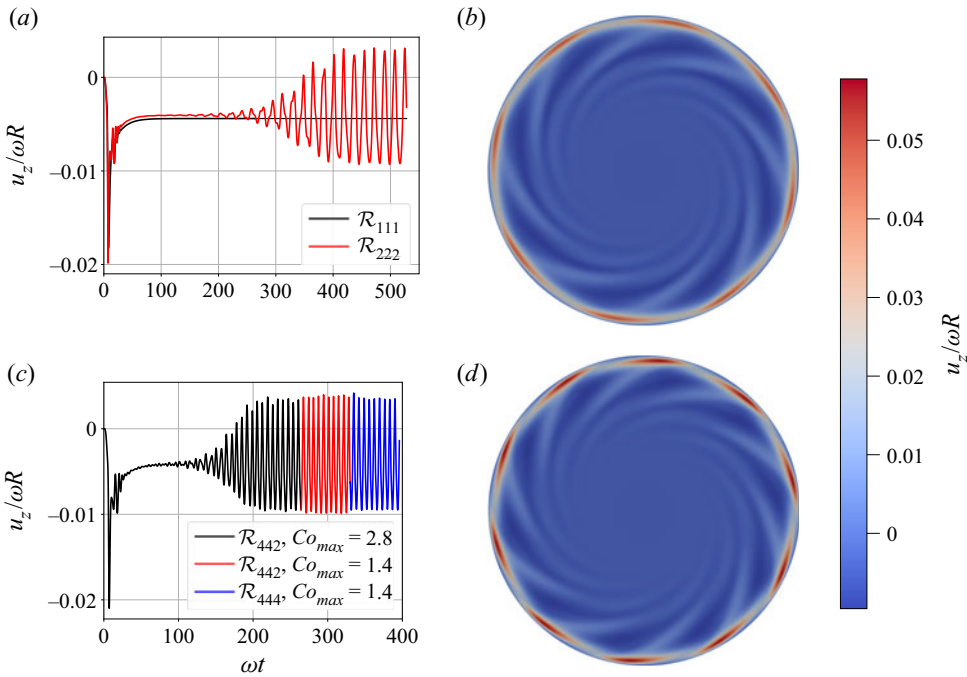 (a)
(b)
0
−0.01
−0.02
u_z/ωR
R_111
R_222
0 100 200 300 400 500
(c)
(d)
0
−0.01
−0.02
u_z/ωR
R_442, Co_max = 2.8
R_442, Co_max = 1.4
R_444, Co_max = 1.4
0 100 200 300 400
ωt
0.05
0.04
0.03
0.02
0.01
0
u_z/ωR